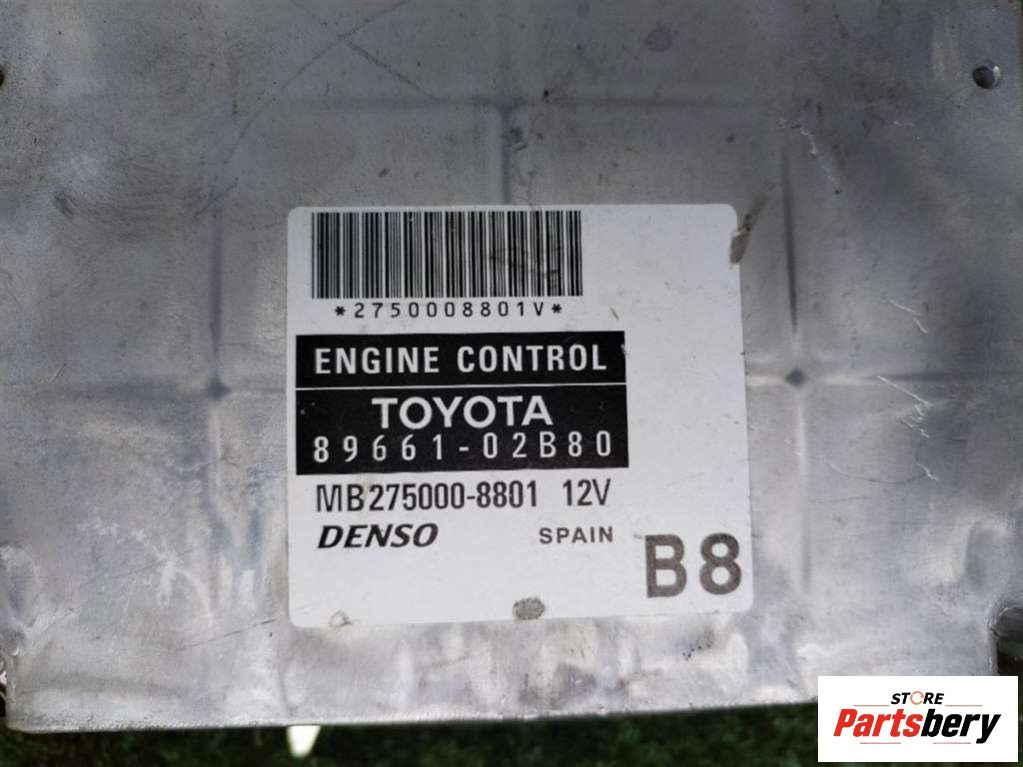 *2750008801V*
ENGINE CONTROL
TOYOTA
89661-02B80
MB275000-8801 12V
DENSO SPAIN
B8
STORE
Partsbery